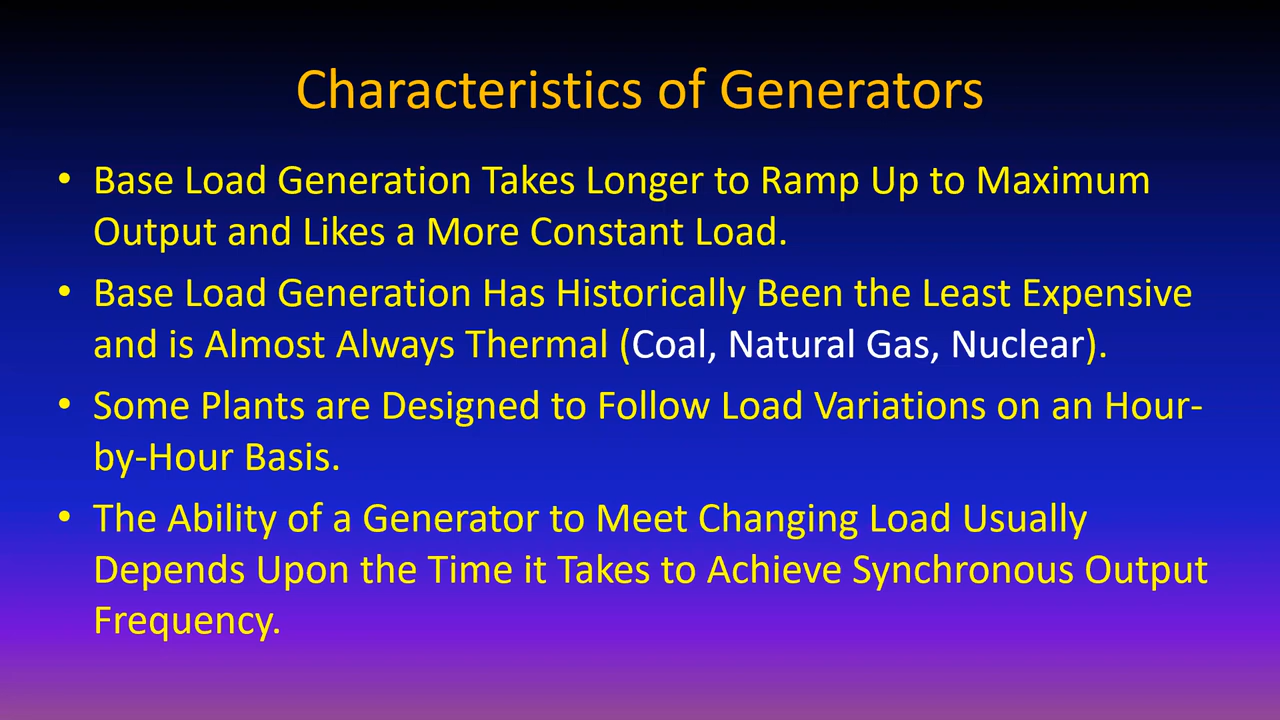 Characteristics of Generators
• Base Load Generation Takes Longer to Ramp Up to Maximum
Output and Likes a More Constant Load.
• Base Load Generation Has Historically Been the Least Expensive
and is Almost Always Thermal (Coal, Natural Gas, Nuclear).
• Some Plants are Designed to Follow Load Variations on an Hour-
by-Hour Basis.
• The Ability of a Generator to Meet Changing Load Usually
Depends Upon the Time it Takes to Achieve Synchronous Output
Frequency.